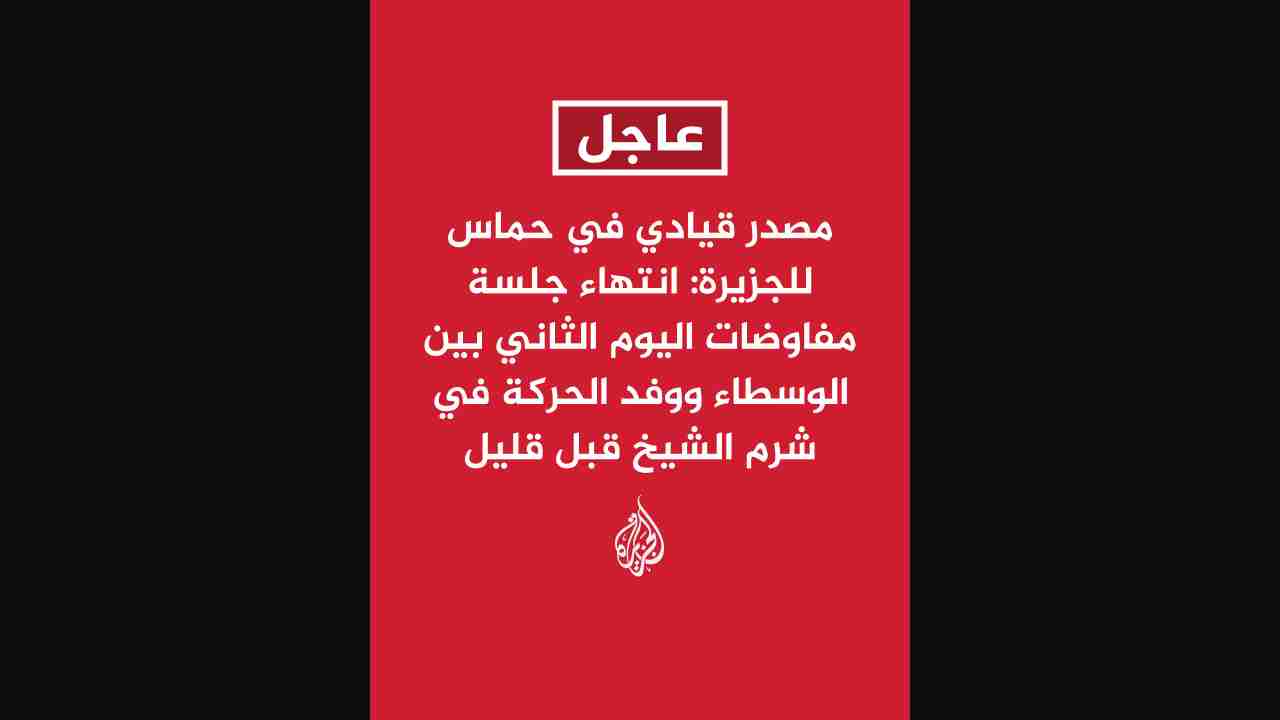 عاجل
مصدر قيادي في حماس
للجزيرة: انتهاء جلسة
مفاوضات اليوم الثاني بين
الوسطاء ووفد الحركة في
شرم الشيخ قبل قليل
الجزيرة